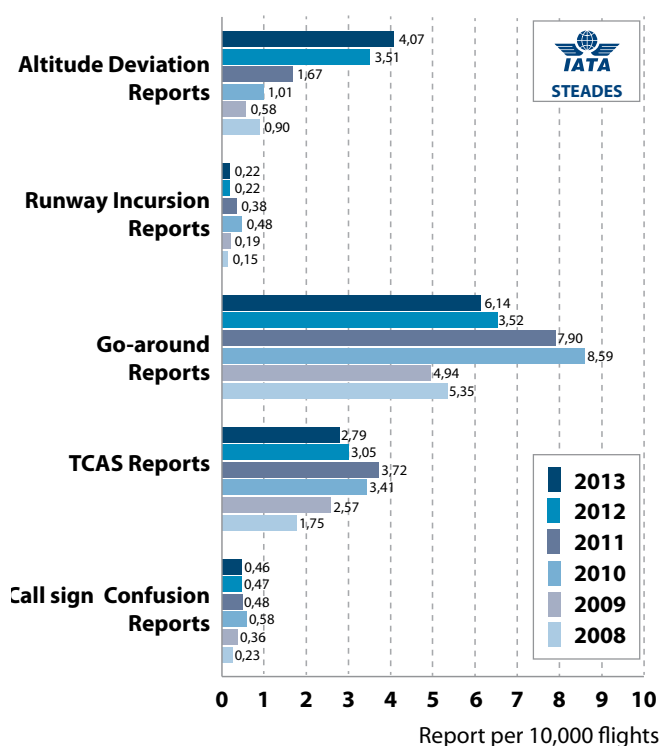 IATA
STEADES
Altitude Deviation
Reports
4,07
3,51
1,67
1,01
0,58
0,90
Runway Incursion
Reports
0,22
0,22
0,38
0,48
0,19
0,15
Go-around
Reports
6,14
3,52
7,90
8,59
4,94
5,35
TCAS Reports
2,79
3,05
3,72
3,41
2,57
1,75
Call sign Confusion
Reports
0,46
0,47
0,48
0,58
0,36
0,23
2013
2012
2011
2010
2009
2008
0 1 2 3 4 5 6 7 8 9 10
Report per 10,000 flights